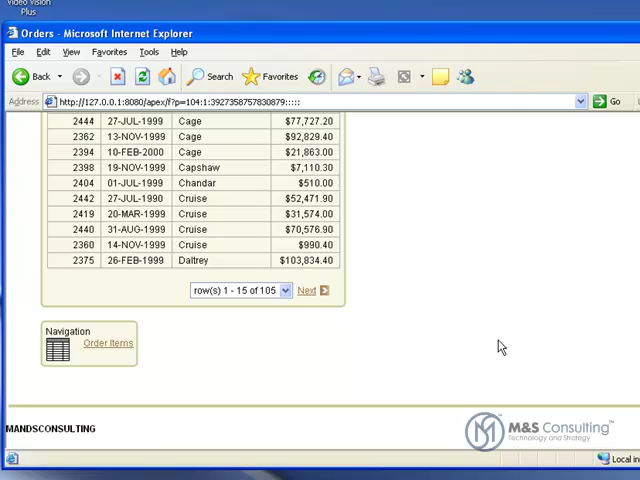 Video Vision
Plus
Orders - Microsoft Internet Explorer
File Edit View Favorites Tools Help
Back Search Favorites
Address http://127.0.0.1:8080/apex/f?p=104:1:3927358757830879::::: Go
2444 27-JUL-1999 Cage $77,727.20
2362 13-NOV-1999 Cage $92,829.40
2394 10-FEB-2000 Cage $21,863.00
2398 19-NOV-1999 Capshaw $7,110.30
2404 01-JUL-1999 Chandar $510.00
2442 27-JUL-1990 Cruise $52,471.90
2419 20-MAR-1999 Cruise $31,574.00
2440 31-AUG-1999 Cruise $70,576.90
2360 14-NOV-1999 Cruise $990.40
2375 26-FEB-1999 Daltrey $103,834.40
row(s) 1 - 15 of 105 Next
Navigation
Order Items
MANDSCONSULTING
M&S Consulting™
Technology and Strategy
Local in